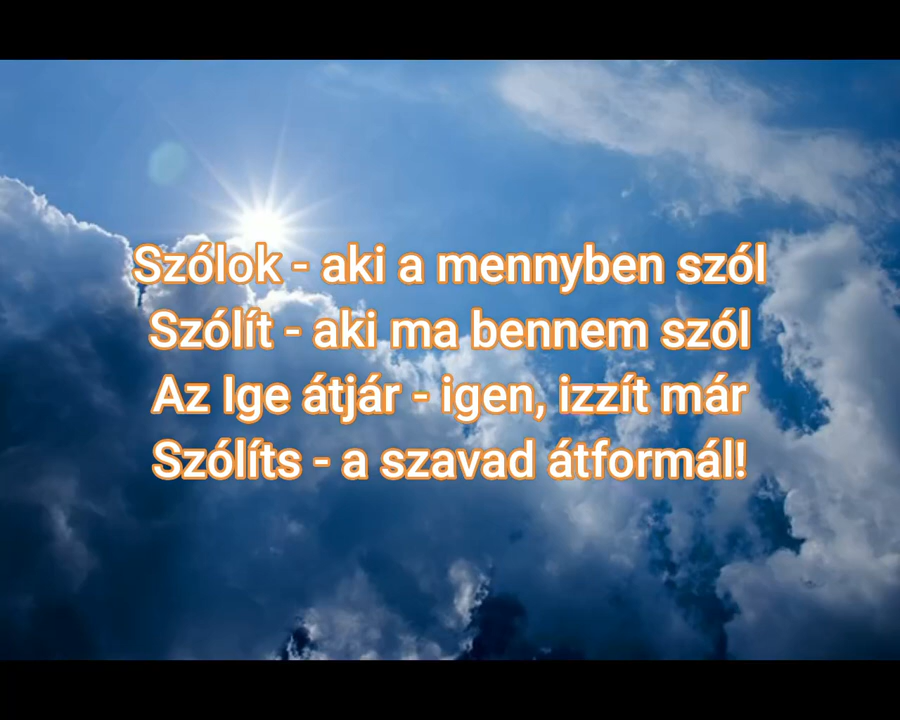 Szólok - aki a mennyben szól
Szólít - aki ma bennem szól
Az Ige átjár - igen, izzít már
Szólíts - a szavad átformál!